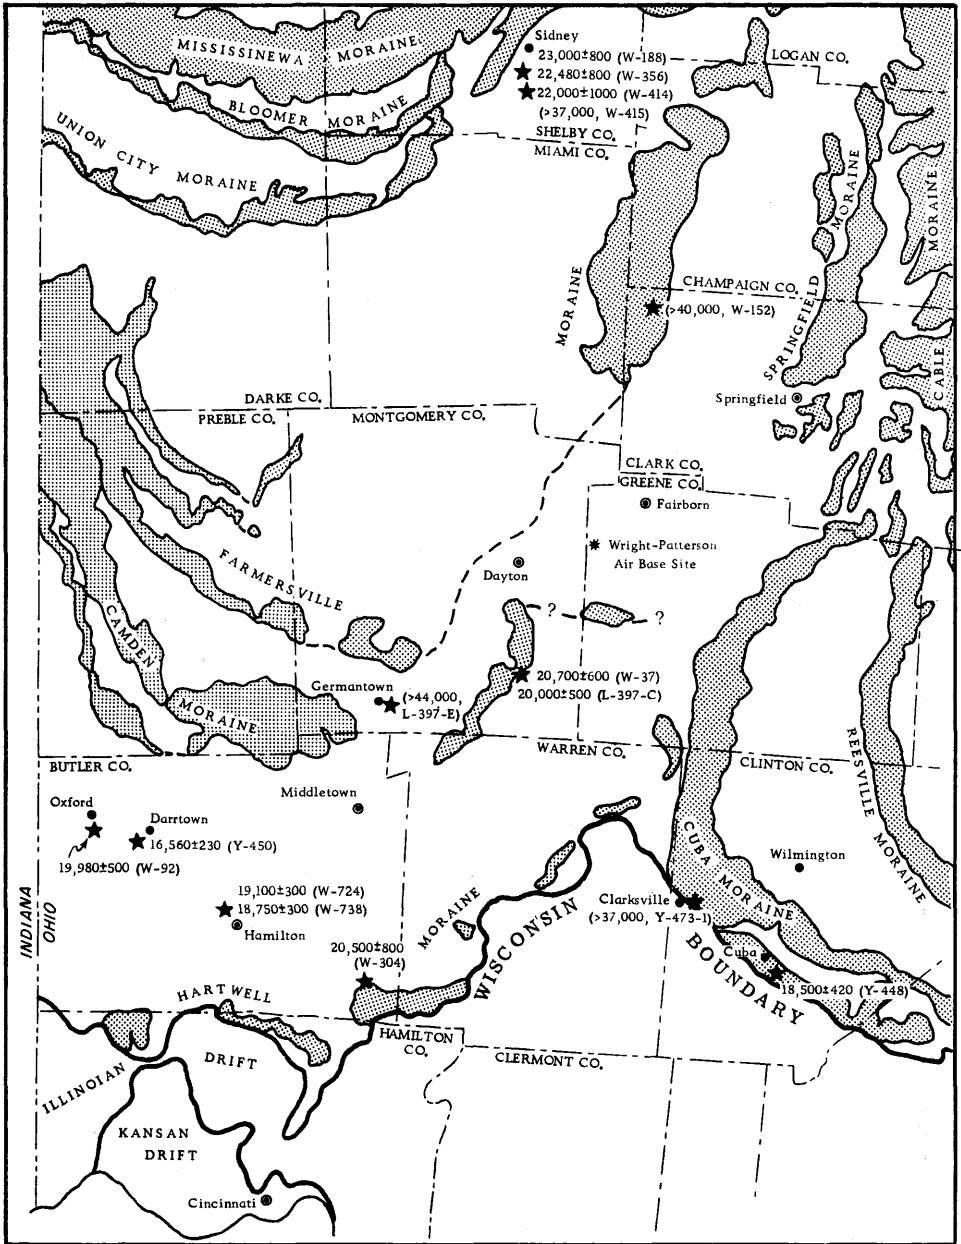 MISSISSINEWA MORAINE
BLOOMER MORAINE
UNION CITY MORAINE
Sidney
23,000±800 (W-188)
22,480±800 (W-356)
22,000±1000 (W-414)
(>37,000, W-415)
LOGAN CO.
SHELBY CO.
MIAMI CO.
MORAINE
CHAMPAIGN CO.
(>40,000, W-152)
SPRINGFIELD MORAINE
CABLE MORAINE
Springfield
DARKE CO.
PREBLE CO.
MONTGOMERY CO.
CLARK CO.
GREENE CO.
Fairborn
Wright-Patterson
Air Base Site
Dayton
FARMERSVILLE
CAMDEN MORAINE
? ?
20,700±600 (W-37)
20,000±500 (L-397-C)
Germantown
(>44,000,
L-397-E)
WARREN CO.
CLINTON CO.
REESVILLE MORAINE
BUTLER CO.
Oxford
Darrtown
16,560±230 (Y-450)
19,980±500 (W-92)
Middletown
CUBA MORAINE
Wilmington
19,100±300 (W-724)
18,750±300 (W-738)
Hamilton
MORAINE
Clarksville
(>37,000, Y-473-1)
INDIANA
OHIO
20,500±800
(W-304)
WISCONSIN BOUNDARY
Cuba
18,500±420 (Y-448)
HARTWELL
HAMILTON
CO.
CLERMONT CO.
ILLINOIAN DRIFT
KANSAN
DRIFT
Cincinnati